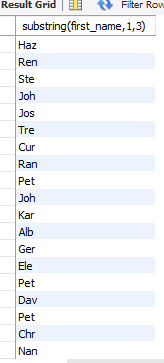 Result Grid Filter Row
substring(first_name,1,3)
Haz
Ren
Ste
Joh
Jos
Tre
Cur
Ran
Pet
Joh
Kar
Alb
Ger
Ele
Pet
Dav
Pet
Chr
Nan